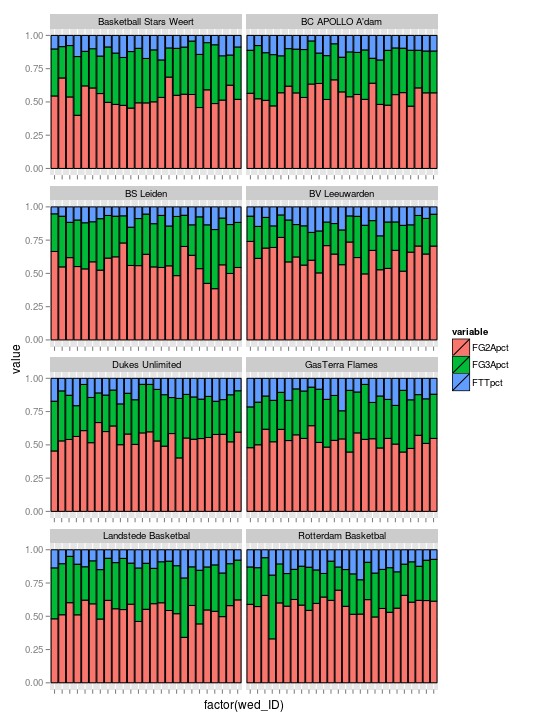 Basketball Stars Weert
BC APOLLO A'dam
1.00
0.75
0.50
0.25
0.00
BS Leiden
BV Leeuwarden
1.00
0.75
0.50
0.25
0.00
value
variable
FG2Apct
FG3Apct
FTTpct
Dukes Unlimited
GasTerra Flames
1.00
0.75
0.50
0.25
0.00
Landstede Basketbal
Rotterdam Basketbal
1.00
0.75
0.50
0.25
0.00
factor(wed_ID)